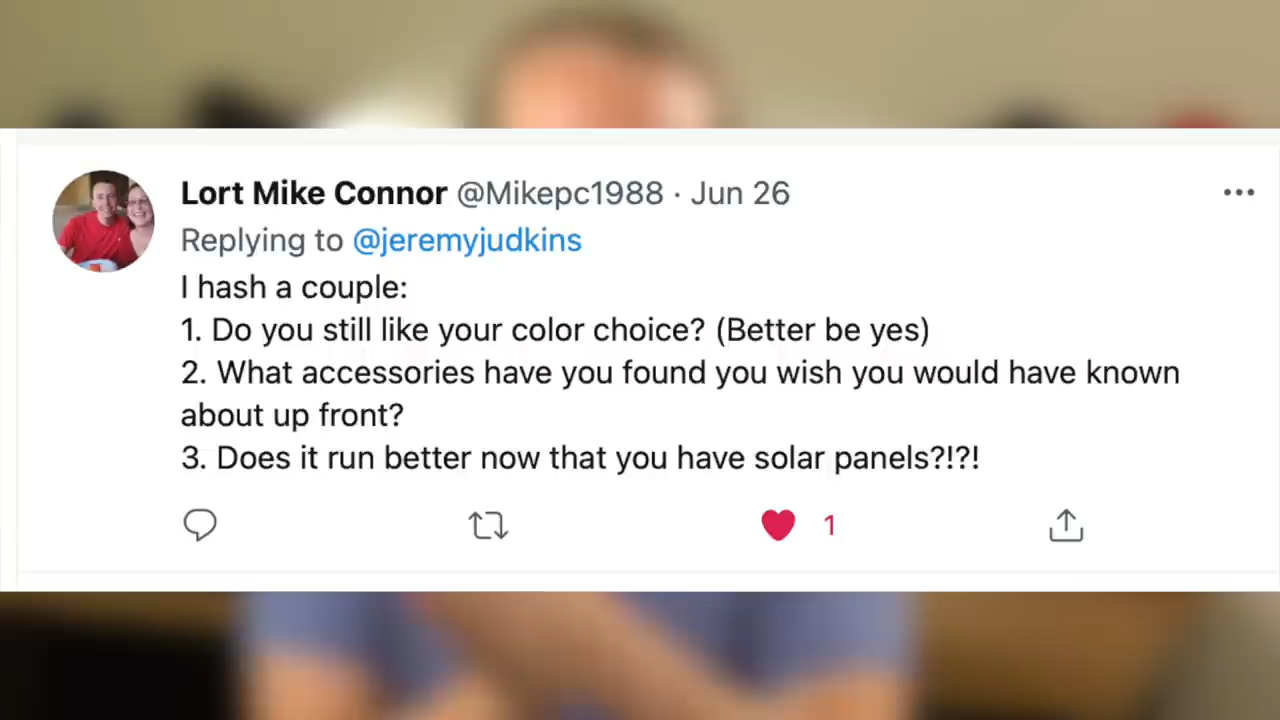 Lort Mike Connor @Mikepc1988 · Jun 26
Replying to @jeremyjudkins
I hash a couple:
1. Do you still like your color choice? (Better be yes)
2. What accessories have you found you wish you would have known
about up front?
3. Does it run better now that you have solar panels?!?!
1